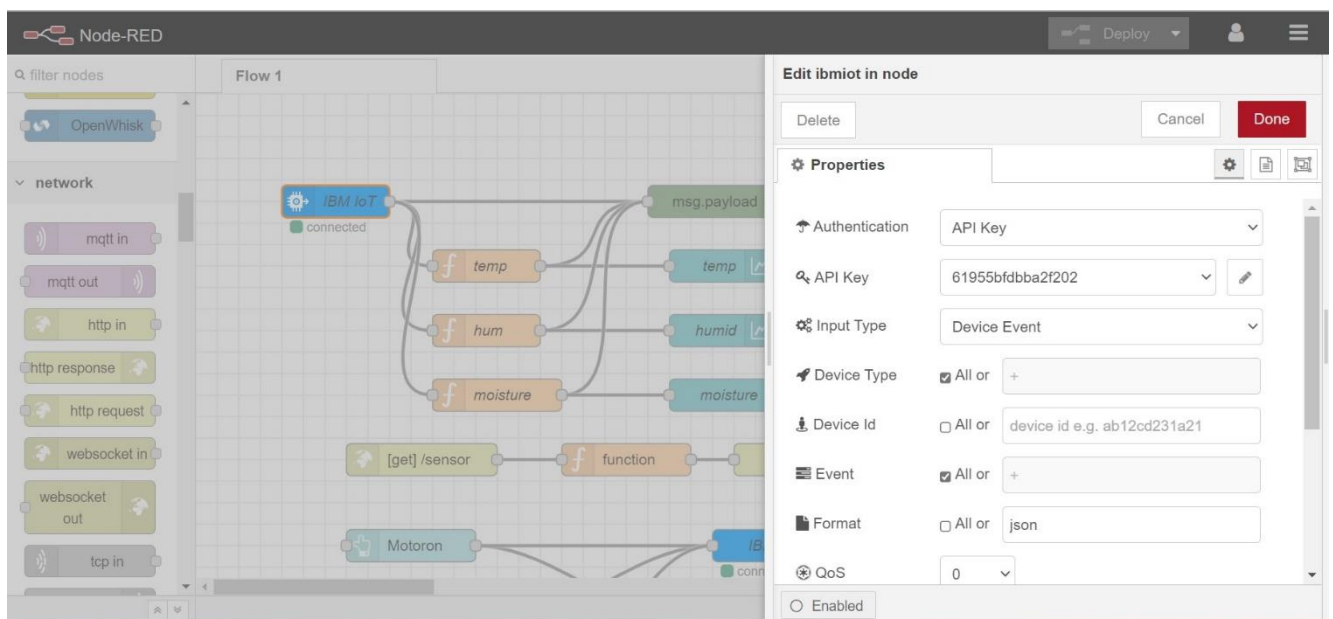 Node-RED
Deploy
filter nodes
OpenWhisk
network
mqtt in
mqtt out
http in
http response
http request
websocket in
websocket
out
tcp in
Flow 1
IBM IoT
connected
msg.payload
temp
temp
hum
humid
moisture
moisture
[get] /sensor
function
Motoron
IB
conn
Edit ibmiot in node
Delete
Cancel
Done
Properties
Authentication
API Key
API Key
61955bfdbba2f202
Input Type
Device Event
Device Type
All or
+
Device Id
All or
device id e.g. ab12cd231a21
Event
All or
+
Format
All or
json
QoS
0
Enabled